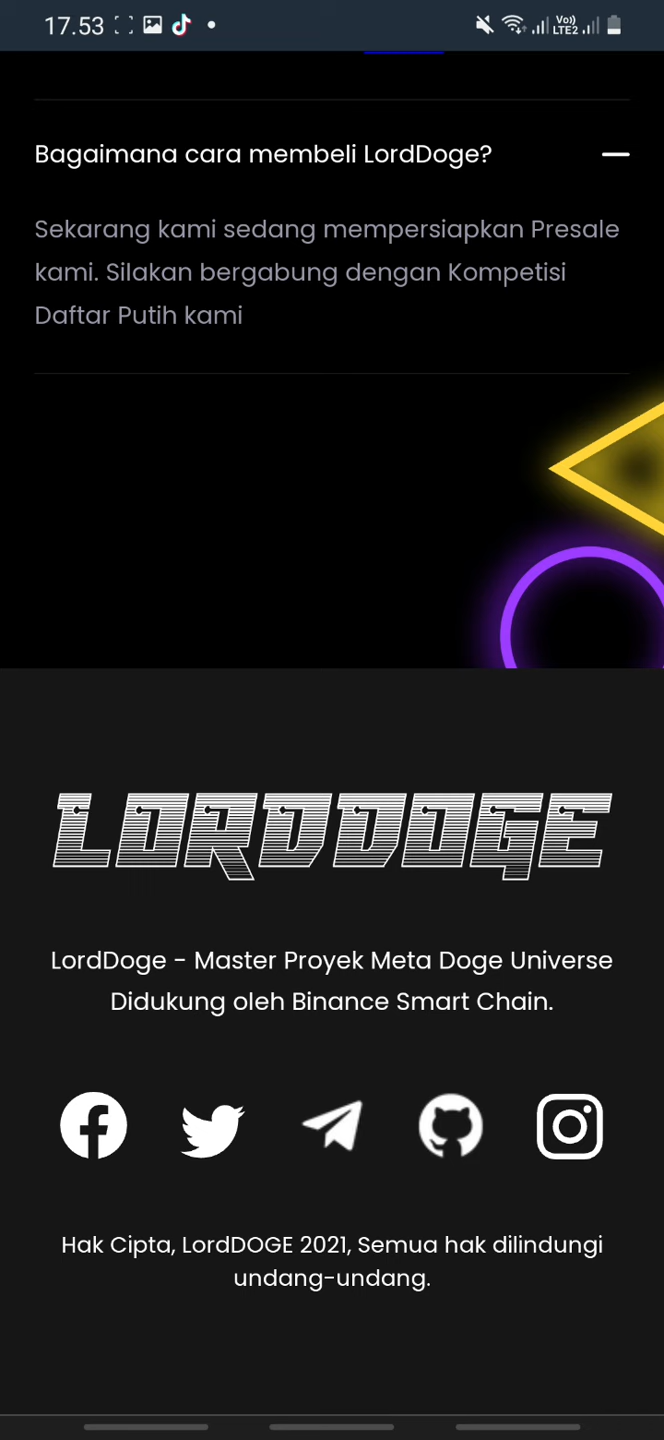 17.53
Vo))
LTE2
Bagaimana cara membeli LordDoge?
Sekarang kami sedang mempersiapkan Presale
kami. Silakan bergabung dengan Kompetisi
Daftar Putih kami
LORDDOGE
LordDoge - Master Proyek Meta Doge Universe
Didukung oleh Binance Smart Chain.
Hak Cipta, LordDOGE 2021, Semua hak dilindungi
undang-undang.